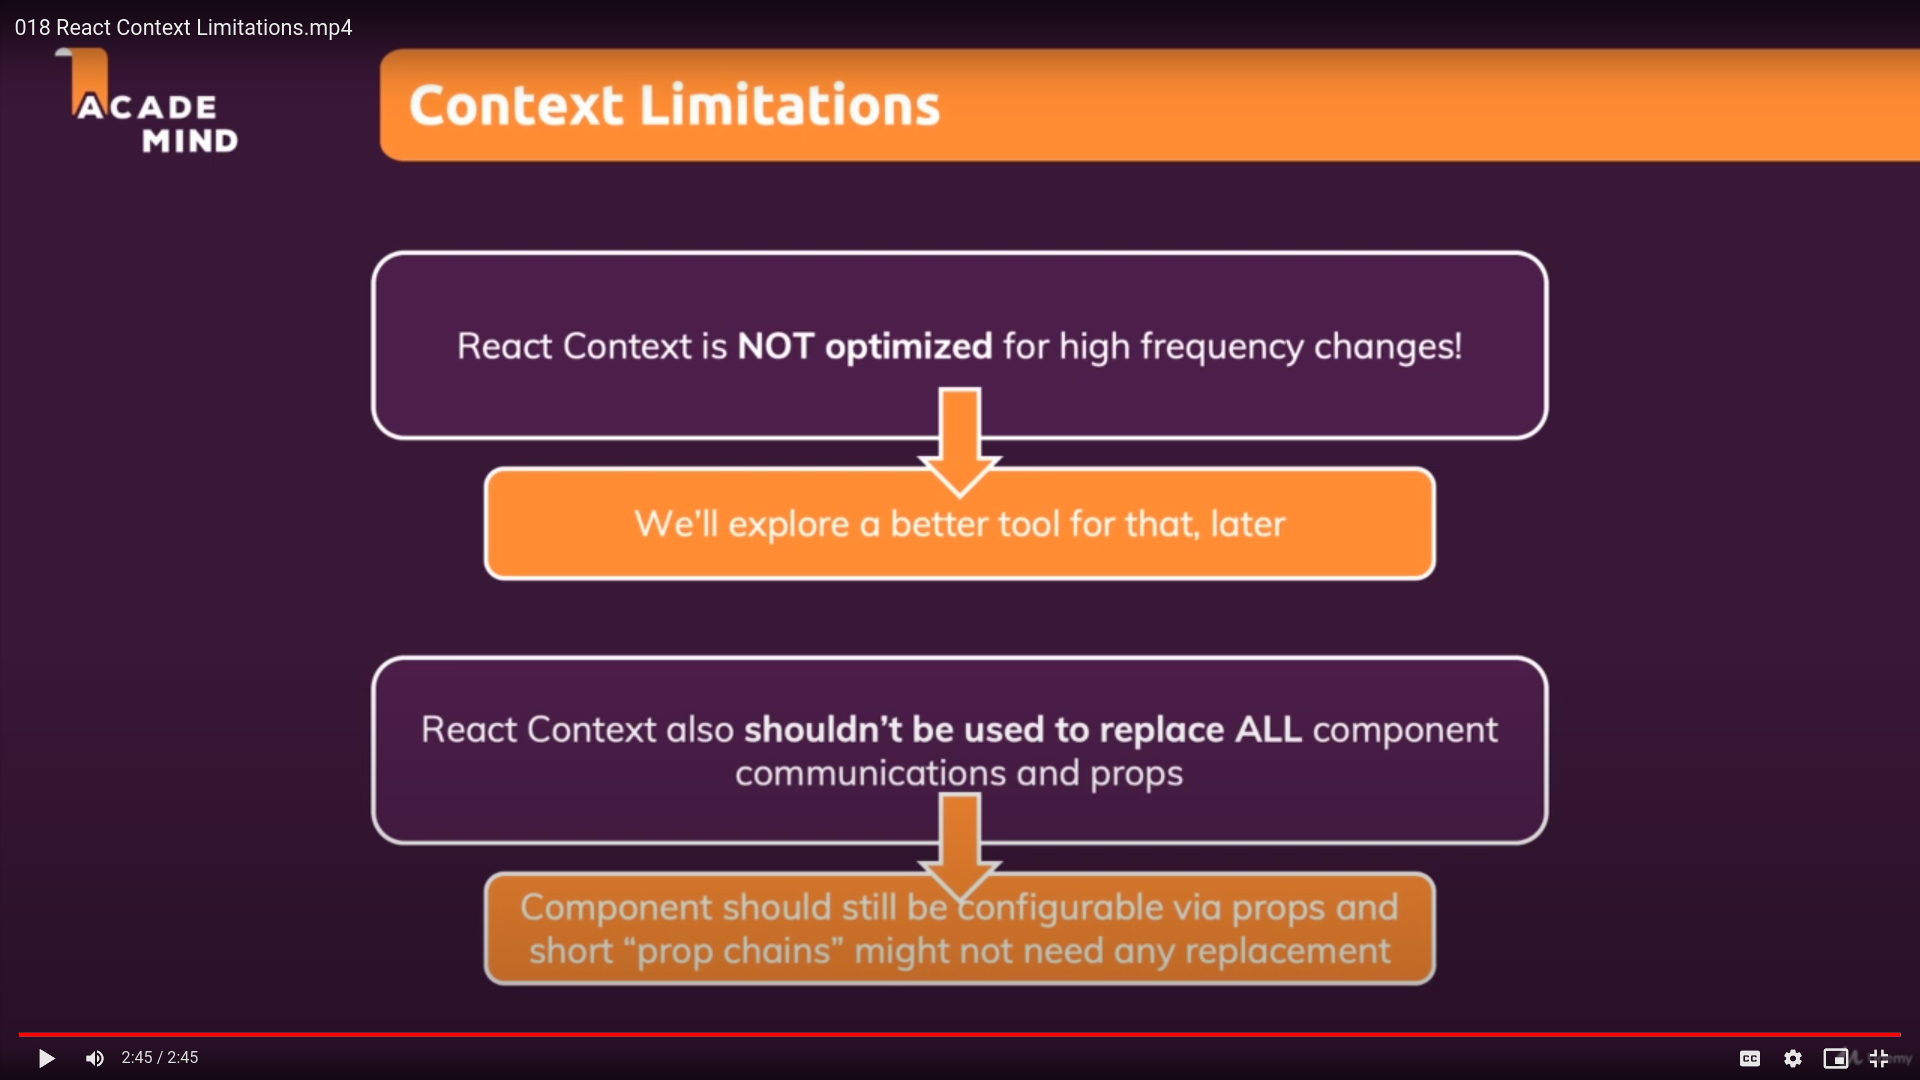 018 React Context Limitations.mp4
ACADE
MIND
Context Limitations
React Context is NOT optimized for high frequency changes!
We’ll explore a better tool for that, later
React Context also shouldn’t be used to replace ALL component
communications and props
Component should still be configurable via props and
short “prop chains” might not need any replacement
2:45 / 2:45
CC